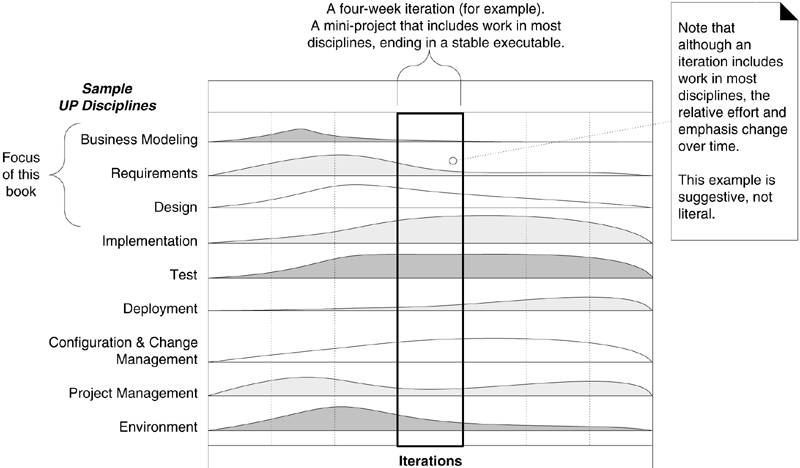 A four-week iteration (for example).
A mini-project that includes work in most
disciplines, ending in a stable executable.
Note that
although an
iteration includes
work in most
disciplines, the
relative effort and
emphasis change
over time.
This example is
suggestive, not
literal.
Sample
UP Disciplines
Focus
of this
book
Business Modeling
Requirements
Design
Implementation
Test
Deployment
Configuration & Change
Management
Project Management
Environment
Iterations